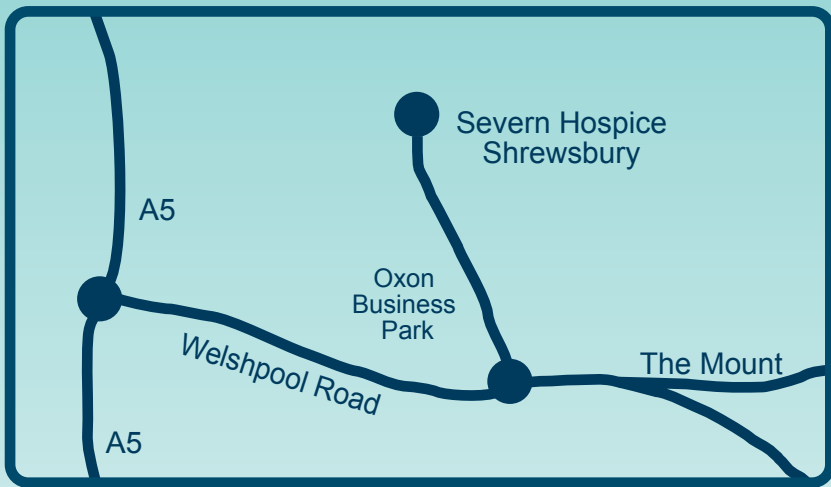 Severn Hospice
Shrewsbury
A5
Oxon
Business
Park
Welshpool Road
The Mount
A5